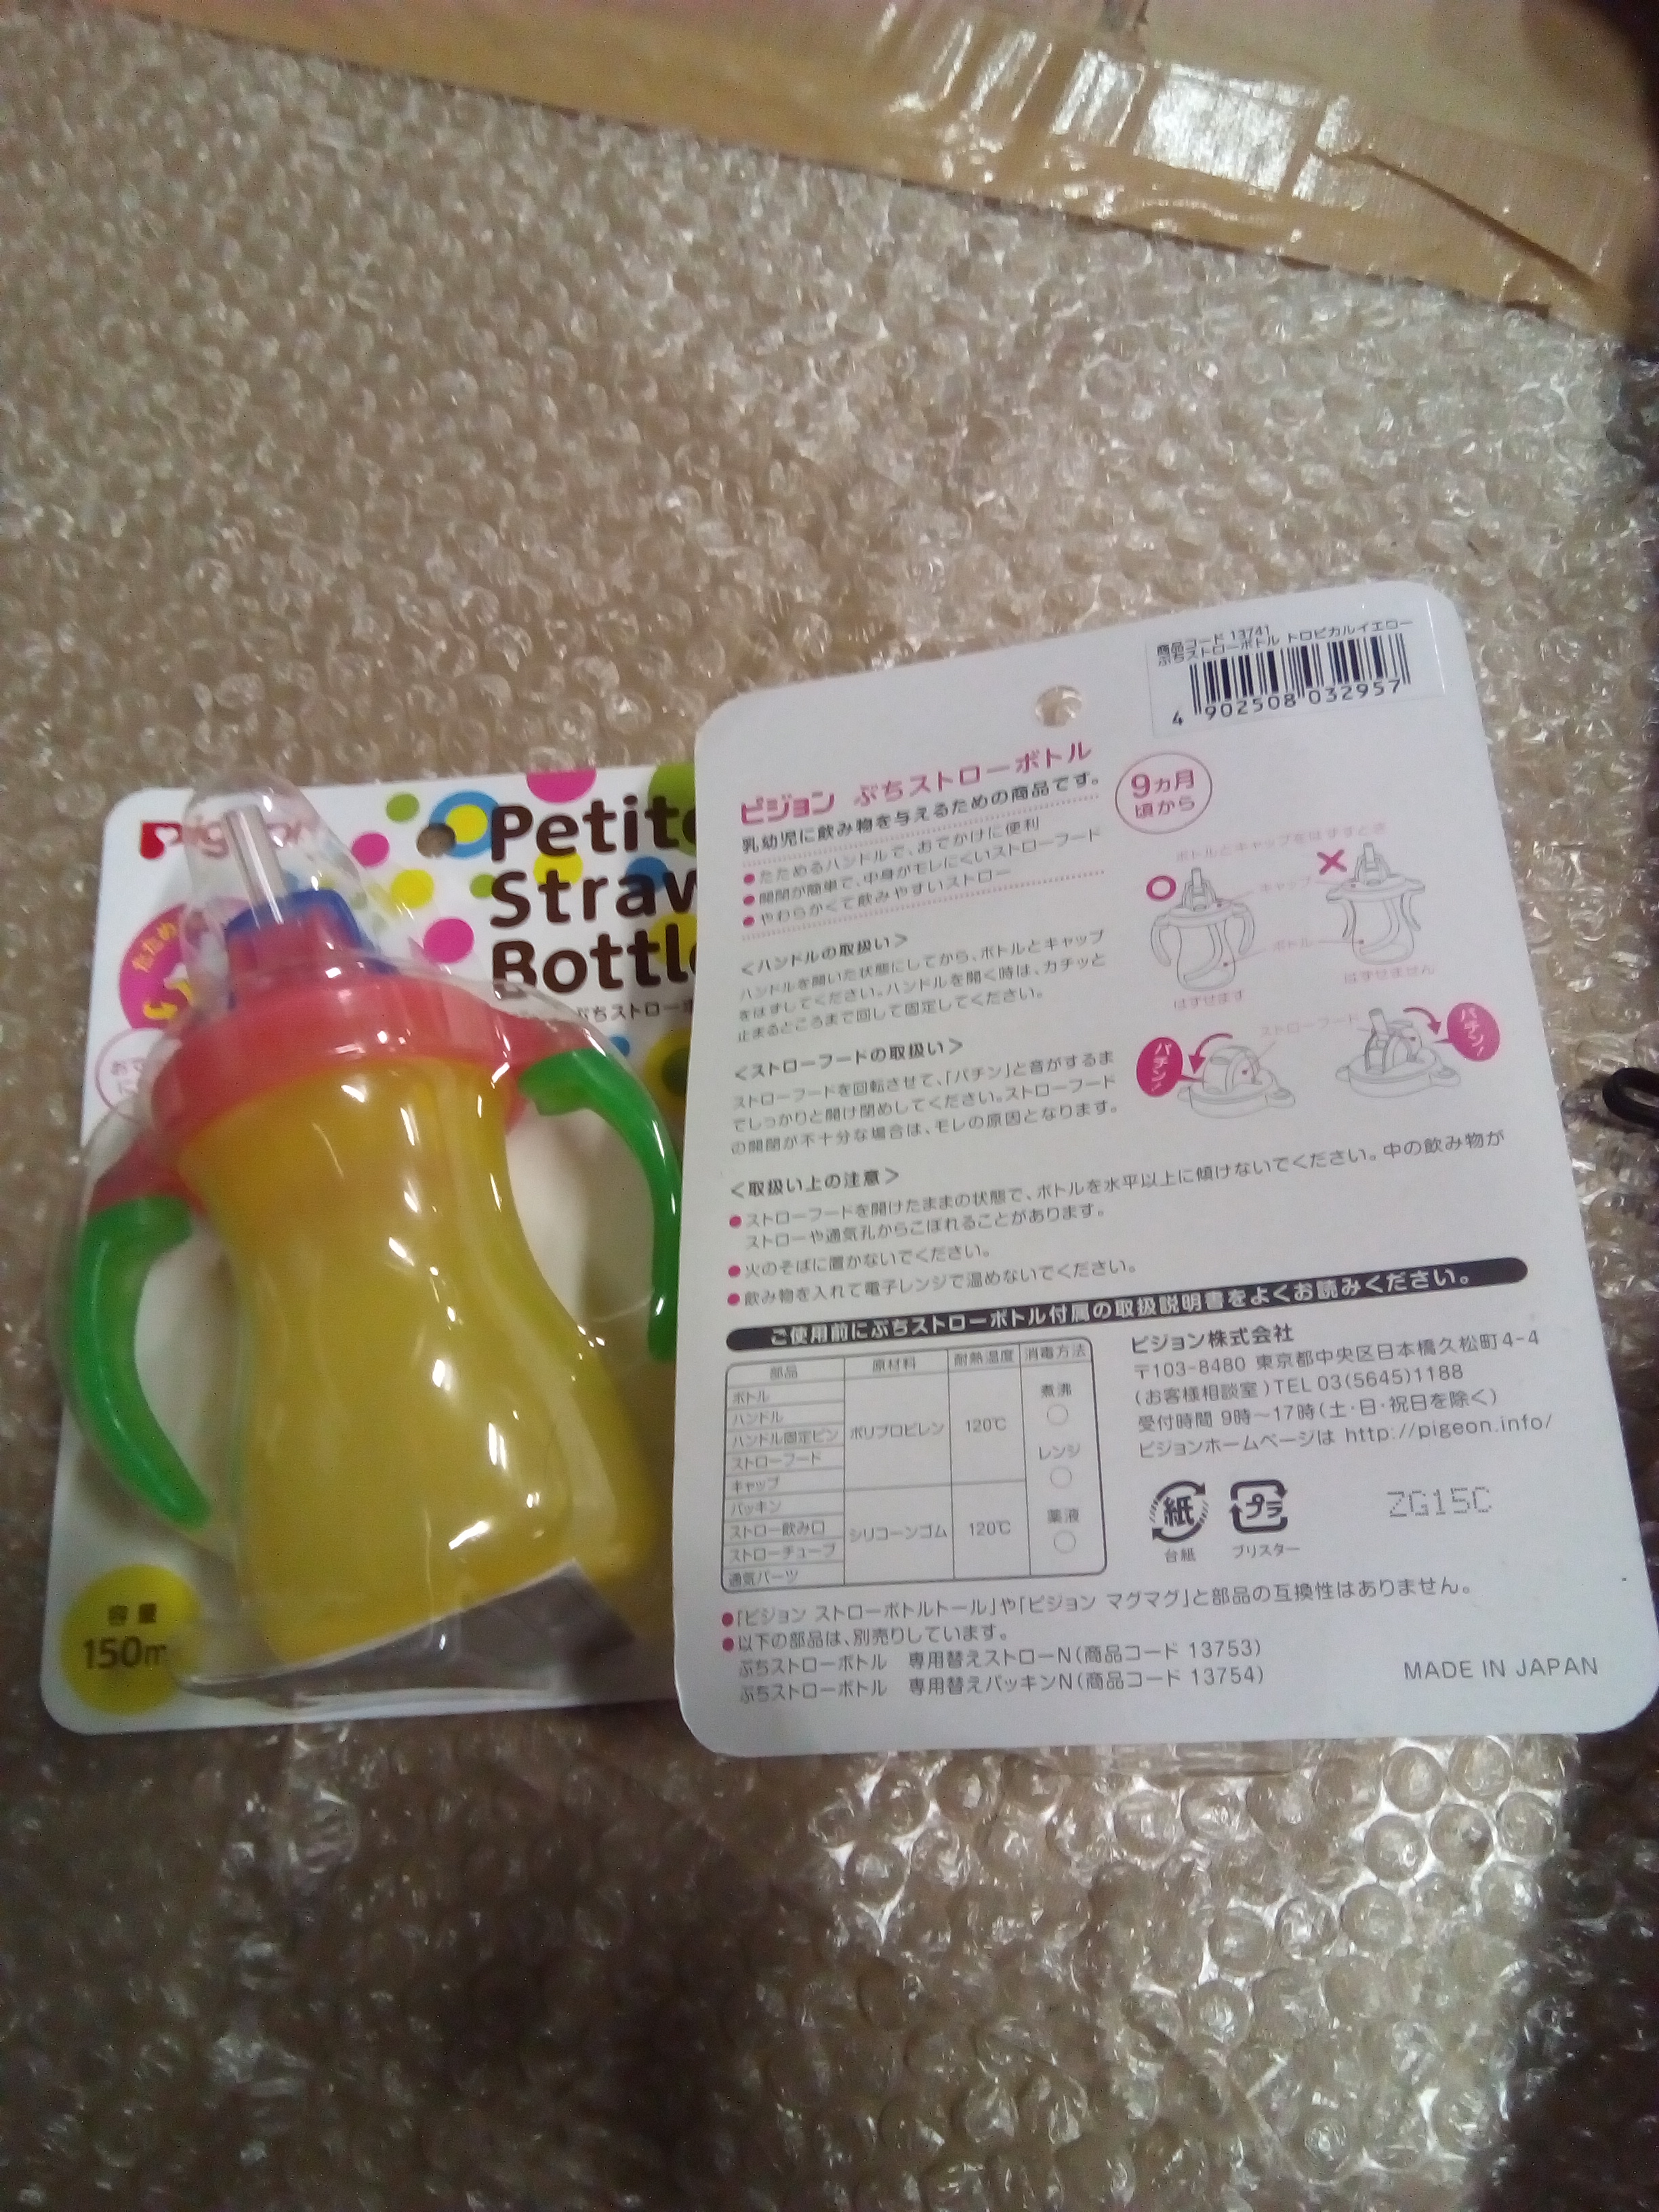 Pigeon
Petite
Straw
Bottle
ぷちストロー
たため
容量
150m
商品コード 13741
ぷちストローボトル トロピカルイエロー
4 902508 032957
ピジョン ぷちストローボトル
乳幼児に飲み物を与えるための商品です。
9ヵ月
頃から
●たためるハンドルで、おでかけに便利
●開閉が簡単で、中身がモレにくいストローフード
●やわらかくて飲みやすいストロー
ボトルとキャップをはずすとき
キャップ
ボトル
はずせます
はずせません
<ハンドルの取扱い>
ハンドルを開いた状態にしてから、ボトルとキャップ
をはずしてください。ハンドルを開く時は、カチッと
止まるところまで回して固定してください。
<ストローフードの取扱い>
ストローフードを回転させて、「パチン」と音がするま
でしっかりと開け閉めしてください。ストローフード
の開閉が不十分な場合は、モレの原因となります。
パチン!
ストローフード
パチン!
<取扱い上の注意>
●ストローフードを開けたままの状態で、ボトルを水平以上に傾けないでください。中の飲み物が
ストローや通気孔からこぼれることがあります。
●火のそばに置かないでください。
●飲み物を入れて電子レンジで温めないでください。
ご使用前にぷちストローボトル付属の取扱説明書をよくお読みください。
部品 原材料 耐熱温度 消毒方法
ボトル
ハンドル
ハンドル固定ピン
ストローフード
キャップ
ポリプロピレン 120℃
パッキン
ストロー飲み口
ストローチューブ
通気パーツ
シリコーンゴム 120℃
煮沸
○
レンジ
○
薬液
○
ピジョン株式会社
〒103-8480 東京都中央区日本橋久松町4-4
(お客様相談室)TEL 03(5645)1188
受付時間 9時〜17時(土・日・祝日を除く)
ピジョンホームページは http://pigeon.info/
紙
台紙
プラ
ブリスター
ZG15C
●「ピジョン ストローボトルトール」や「ピジョン マグマグ」と部品の互換性はありません。
●以下の部品は、別売りしています。
ぷちストローボトル 専用替えストローN(商品コード 13753)
ぷちストローボトル 専用替えパッキンN(商品コード 13754)
MADE IN JAPAN